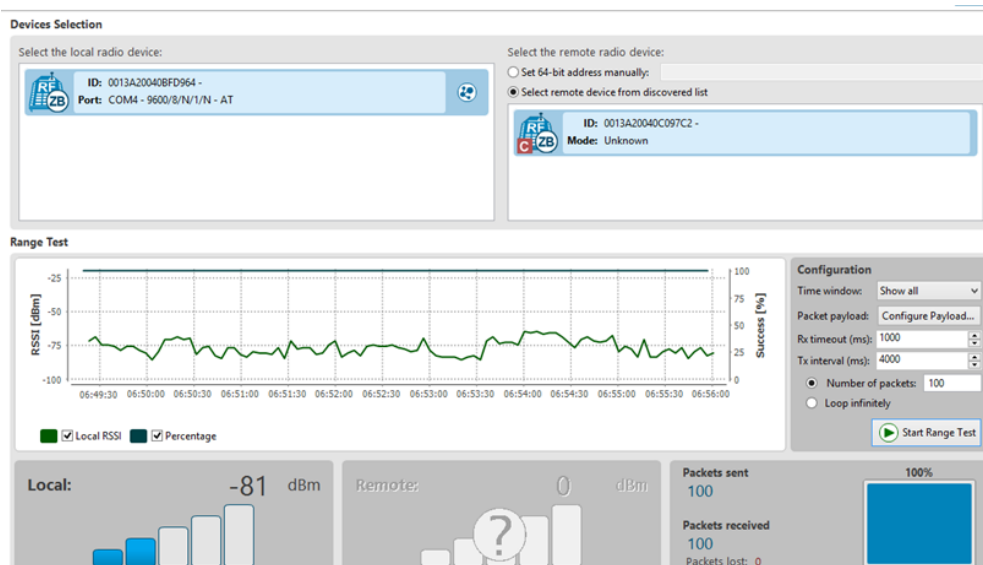 Devices Selection
Select the local radio device:
RF
ZB
ID: 0013A20040BFD964 -
Port: COM4 - 9600/8/N/1/N - AT
Select the remote radio device:
Set 64-bit address manually:
Select remote device from discovered list
RF
C
ZB
ID: 0013A20040C097C2 -
Mode: Unknown
Range Test
RSSI [dBm]
-25
-50
-75
-100
100
75
50
25
0
Success [%]
06:49:30 06:50:00 06:50:30 06:51:00 06:51:30 06:52:00 06:52:30 06:53:00 06:53:30 06:54:00 06:54:30 06:55:00 06:55:30 06:56:00
Local RSSI Percentage
Configuration
Time window: Show all
Packet payload: Configure Payload...
Rx timeout (ms): 1000
Tx interval (ms): 4000
Number of packets: 100
Loop infinitely
Start Range Test
Local: -81 dBm
Remote: 0 dBm
?
Packets sent
100
Packets received
100
Packets lost: 0
100%